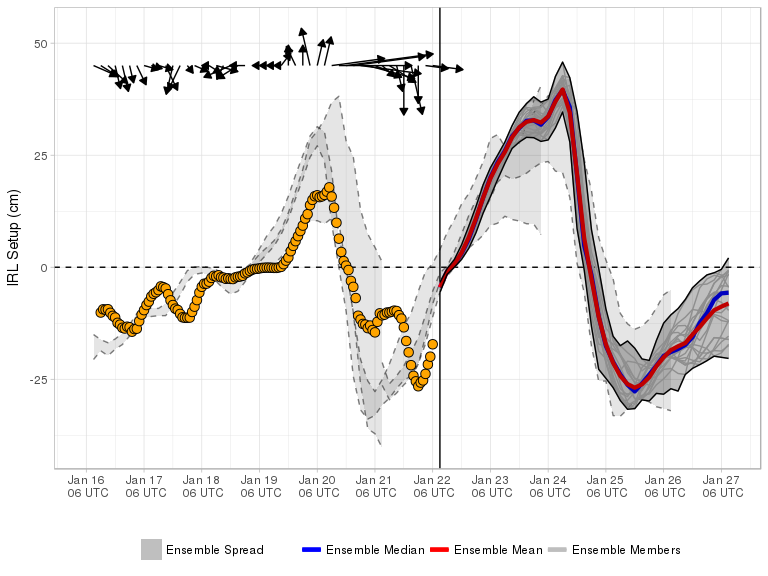 IRL Setup (cm)
50
25
0
-25
Jan 16 Jan 17 Jan 18 Jan 19 Jan 20 Jan 21 Jan 22 Jan 23 Jan 24 Jan 25 Jan 26 Jan 27
06 UTC 06 UTC 06 UTC 06 UTC 06 UTC 06 UTC 06 UTC 06 UTC 06 UTC 06 UTC 06 UTC 06 UTC
Ensemble Spread Ensemble Median Ensemble Mean Ensemble Members